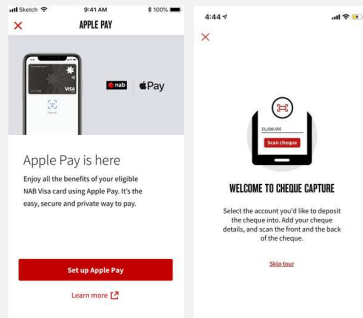 Sketch
9:41 AM
100%
APPLE PAY
VISA
nab
Pay
Apple Pay is here
Enjoy all the benefits of your eligible
NAB Visa card using Apple Pay. It's the
easy, secure and private way to pay.
Set up Apple Pay
Learn more
4:44
Scan cheque
WELCOME TO CHEQUE CAPTURE
Select the account you'd like to deposit
the cheque into. Add your cheque
details, and scan the front and the back
of the cheque.
Skip tour